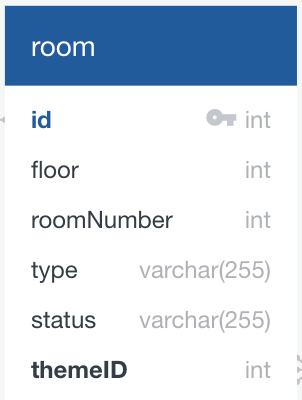 room
id int
floor int
roomNumber int
type varchar(255)
status varchar(255)
themeID int